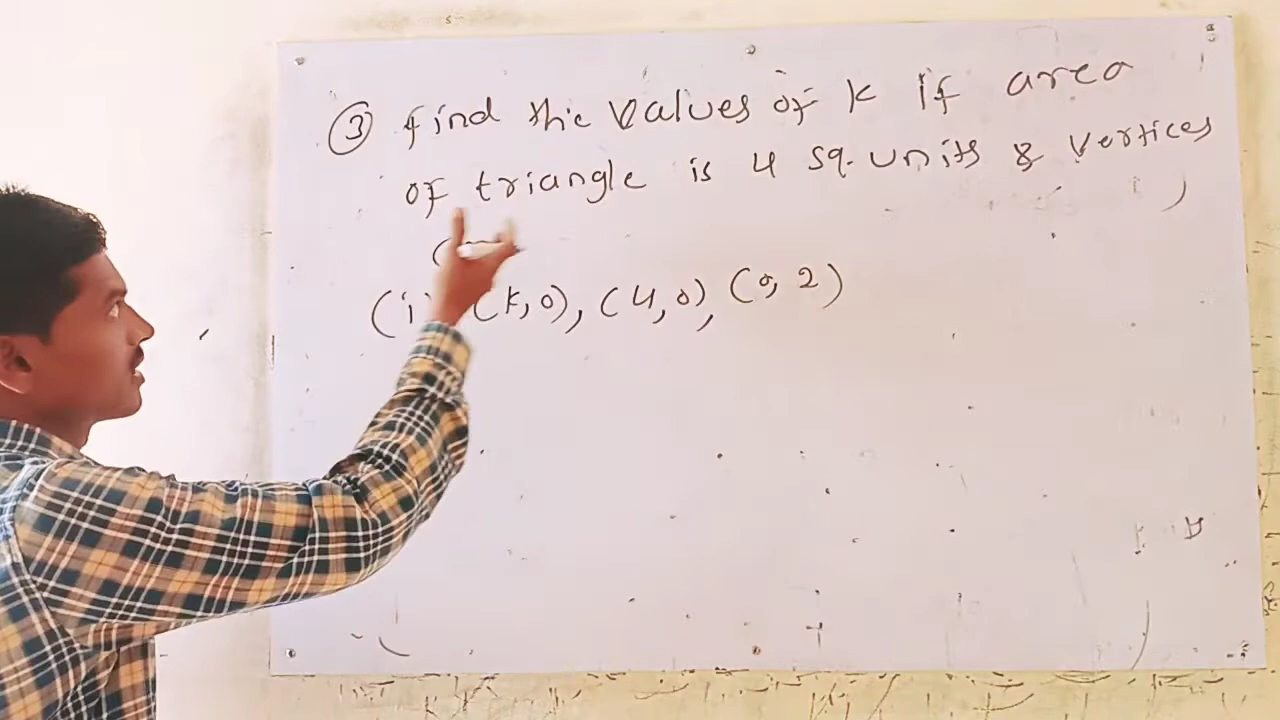 ③ find the values of k if area
of triangle is 4 sq. units & vertices
(i) (k,0), (4,0), (0,2)